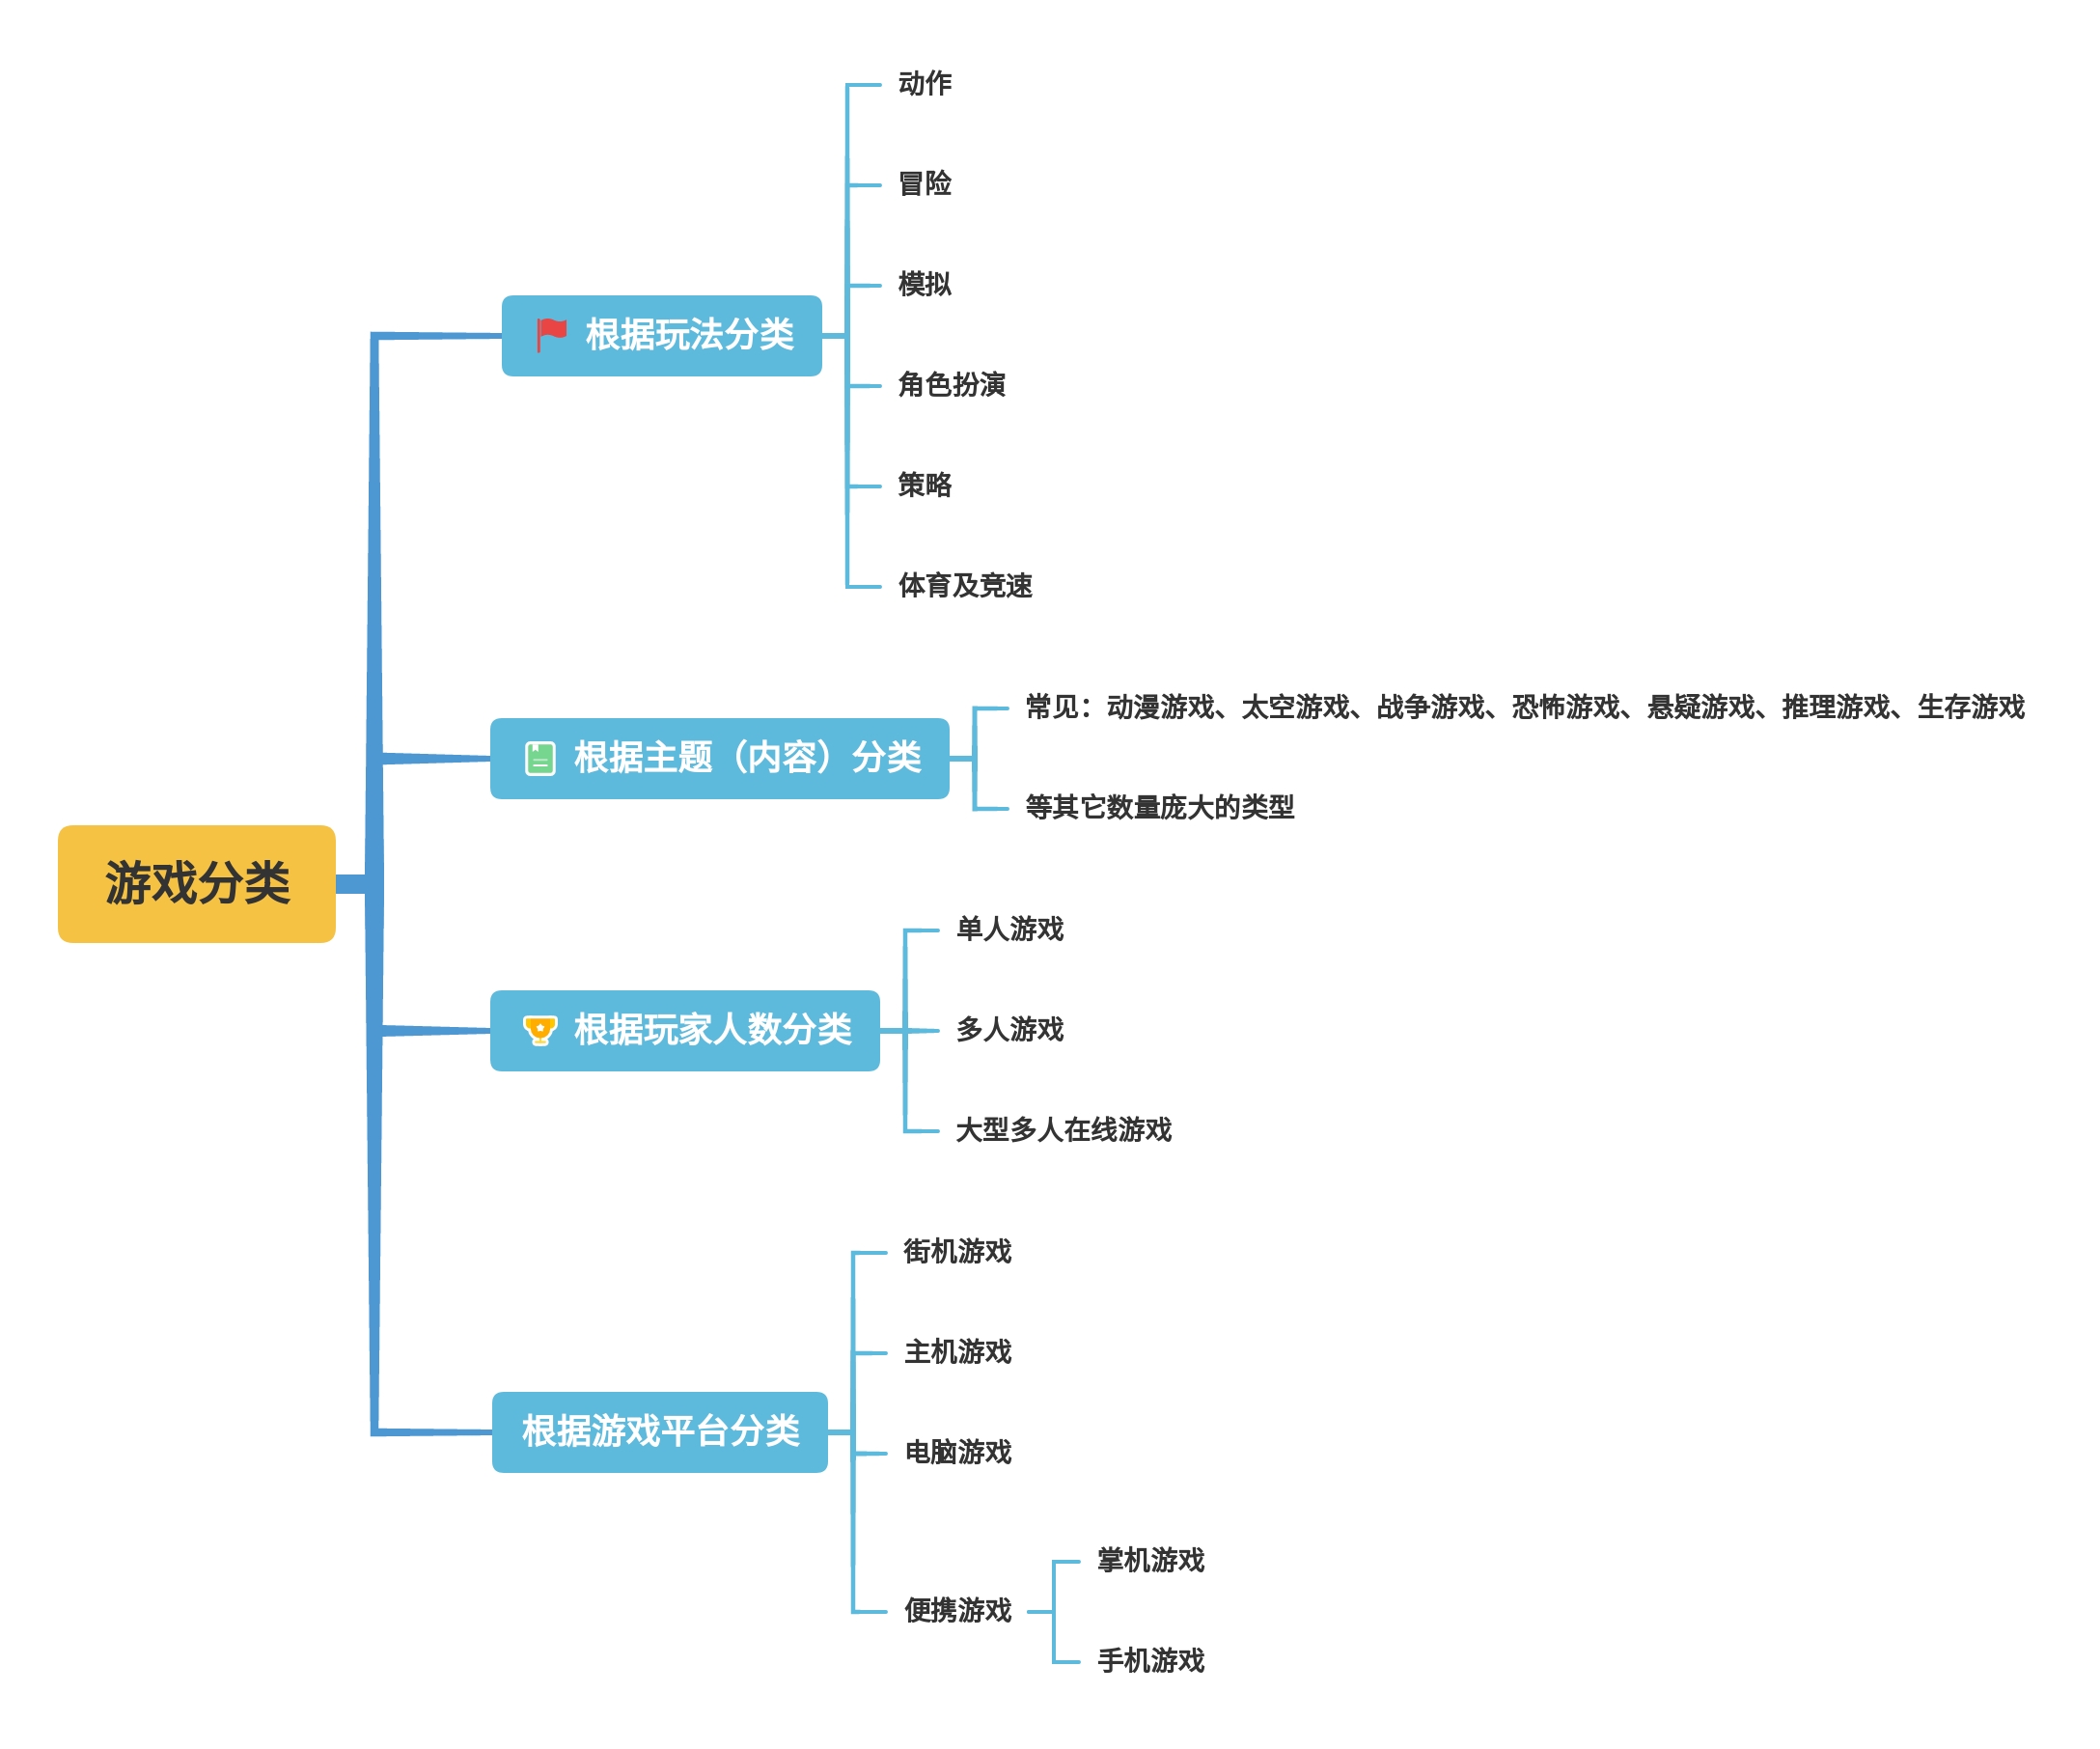 游戏分类
根据玩法分类
动作
冒险
模拟
角色扮演
策略
体育及竞速
根据主题（内容）分类
常见：动漫游戏、太空游戏、战争游戏、恐怖游戏、悬疑游戏、推理游戏、生存游戏
等其它数量庞大的类型
根据玩家人数分类
单人游戏
多人游戏
大型多人在线游戏
根据游戏平台分类
街机游戏
主机游戏
电脑游戏
便携游戏
掌机游戏
手机游戏